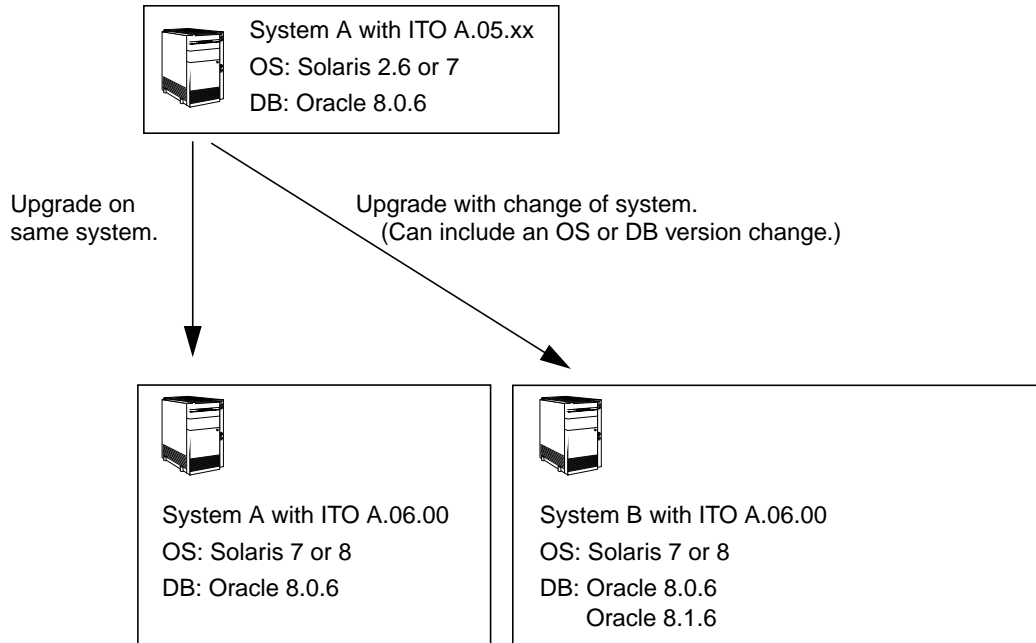 System A with ITO A.05.xx
OS: Solaris 2.6 or 7
DB: Oracle 8.0.6
Upgrade on
same system.
Upgrade with change of system.
(Can include an OS or DB version change.)
System A with ITO A.06.00
OS: Solaris 7 or 8
DB: Oracle 8.0.6
System B with ITO A.06.00
OS: Solaris 7 or 8
DB: Oracle 8.0.6
Oracle 8.1.6